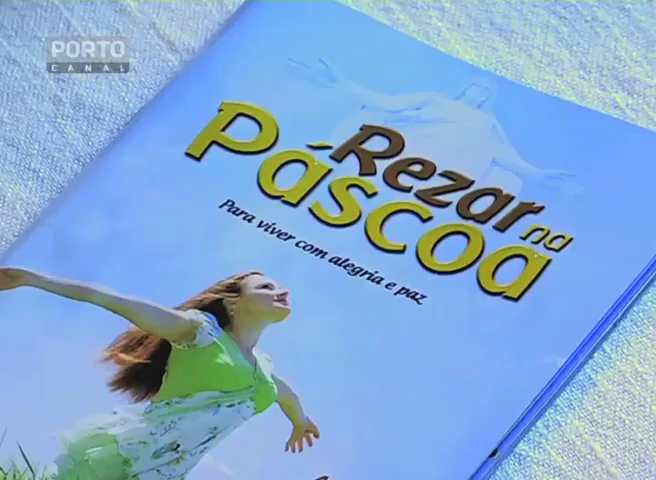 PORTO
CANAL
Rezar na
Páscoa
Para viver com alegria e paz